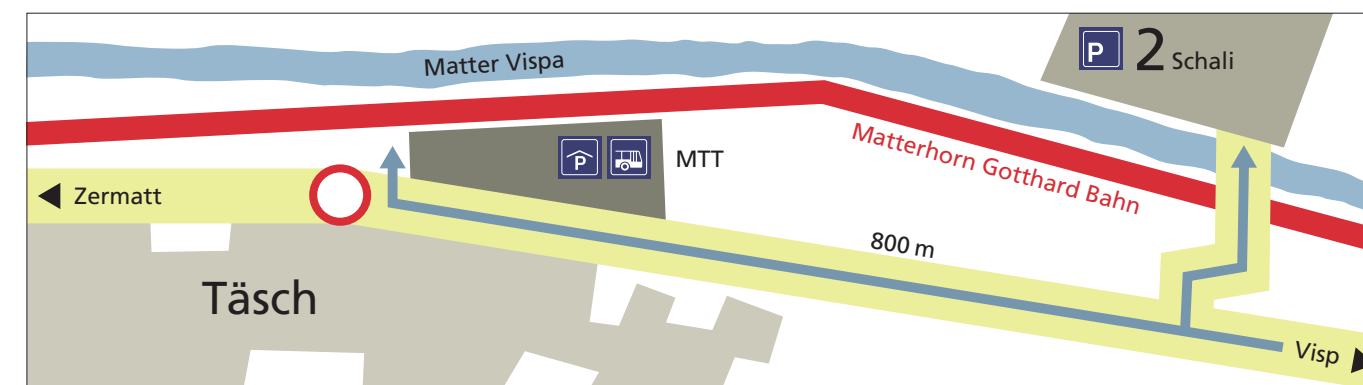 Matter Vispa
P 2 Schali
P
MTT
Matterhorn Gotthard Bahn
Zermatt
800 m
Täsch
Visp